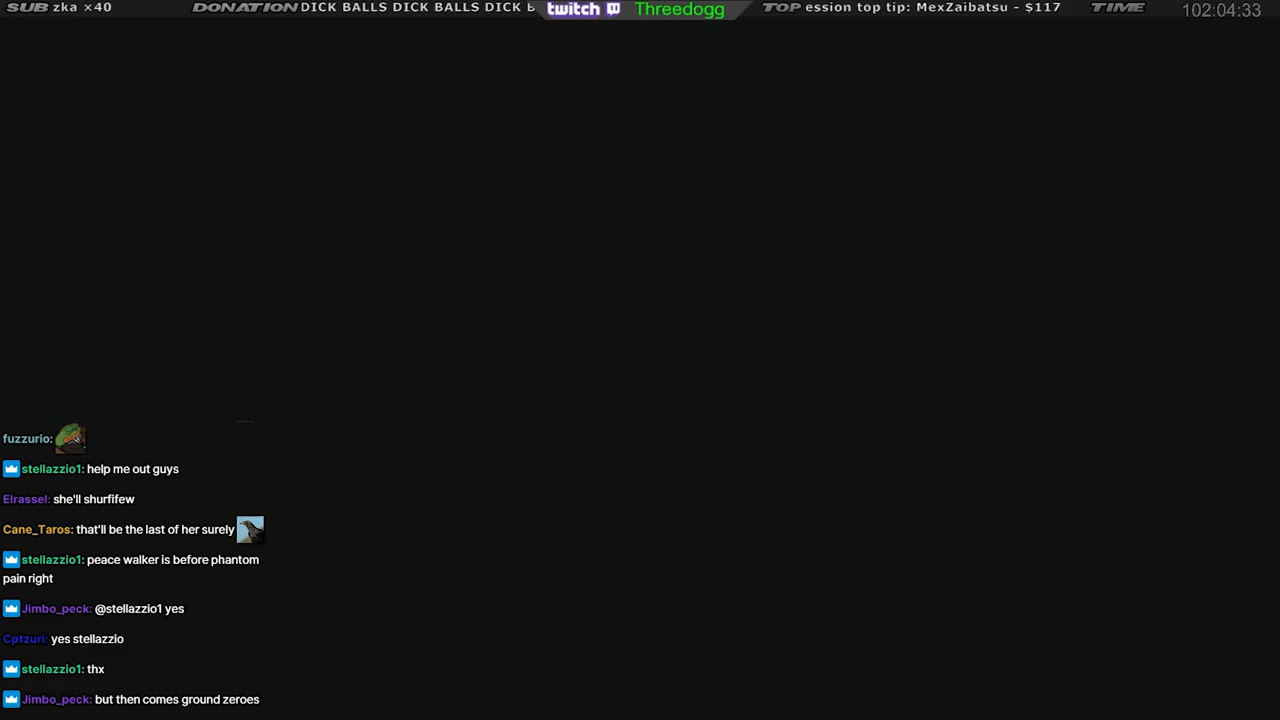 SUB zka ×40 DONATION DICK BALLS DICK BALLS DICK B twitch Threedogg TOP ession top tip: MexZaibatsu - $117 TIME 102:04:33
fuzzurio:
stellazzio1: help me out guys
Elrassel: she'll shurfifew
Cane_Taros: that'll be the last of her surely
stellazzio1: peace walker is before phantom
pain right
Jimbo_peck: @stellazzio1 yes
Cptzuri: yes stellazzio
stellazzio1: thx
Jimbo_peck: but then comes ground zeroes